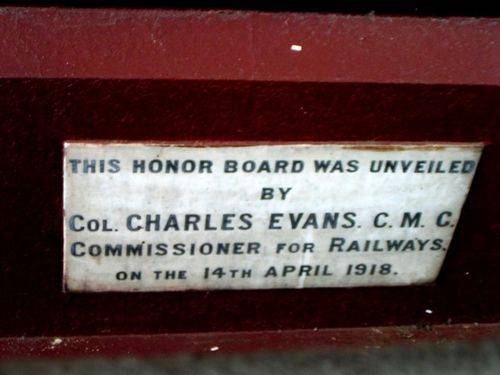 THIS HONOR BOARD WAS UNVEILED
BY
COL. CHARLES EVANS. C. M. G.
COMMISSIONER FOR RAILWAYS.
ON THE 14TH APRIL 1918.